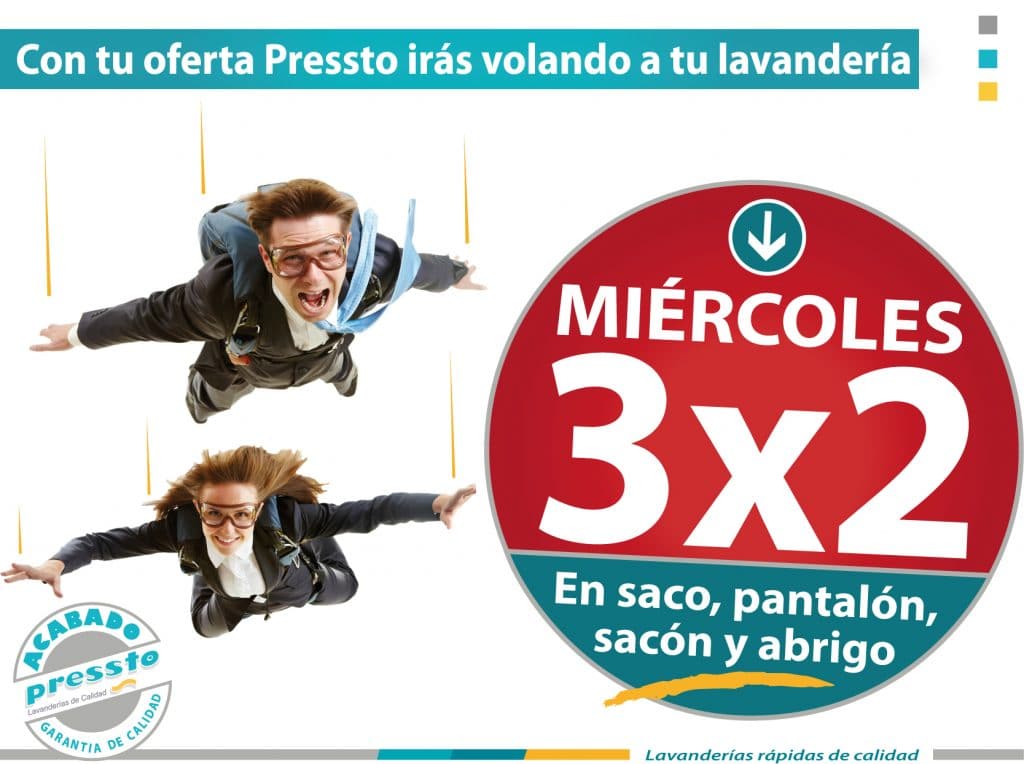 Con tu oferta Pressto irás volando a tu lavandería
MIÉRCOLES
3x2
En saco, pantalón,
sacón y abrigo
ACABADO
pressto
Lavanderías de Calidad
GARANTIA DE CALIDAD
Lavanderías rápidas de calidad